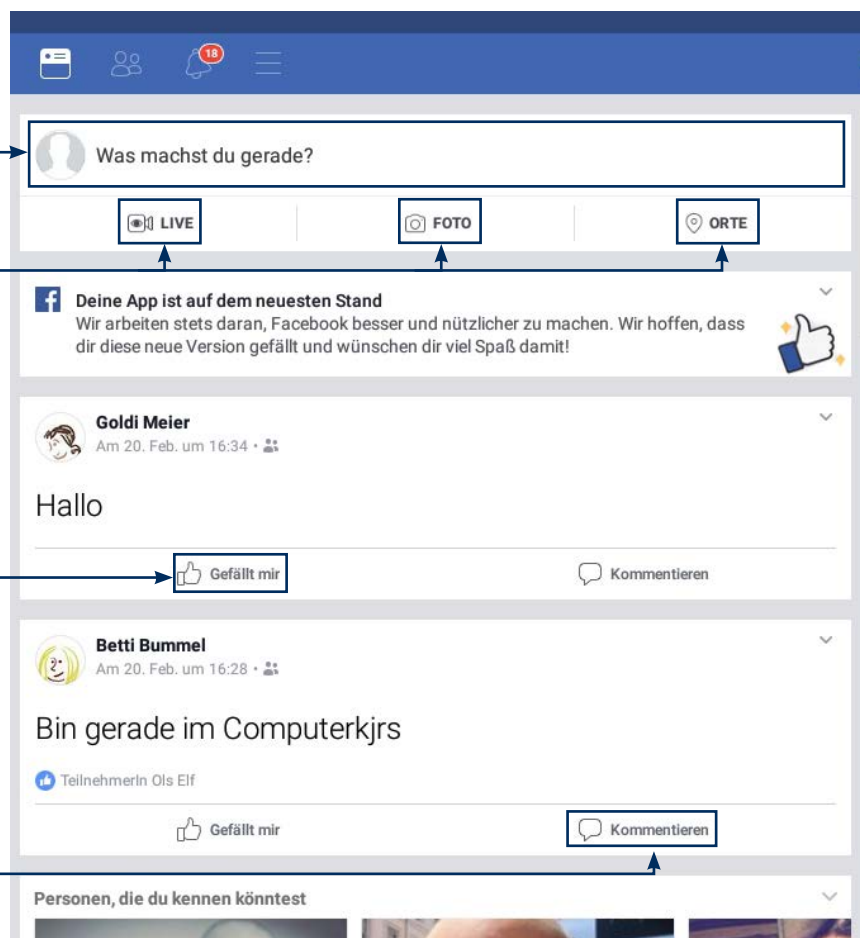 18
Was machst du gerade?
LIVE
FOTO
ORTE
Deine App ist auf dem neuesten Stand
Wir arbeiten stets daran, Facebook besser und nützlicher zu machen. Wir hoffen, dass
dir diese neue Version gefällt und wünschen dir viel Spaß damit!
Goldi Meier
Am 20. Feb. um 16:34 ·
Hallo
Gefällt mir
Kommentieren
Betti Bummel
Am 20. Feb. um 16:28 ·
Bin gerade im Computerkjrs
TeilnehmerIn Ols Elf
Gefällt mir
Kommentieren
Personen, die du kennen könntest